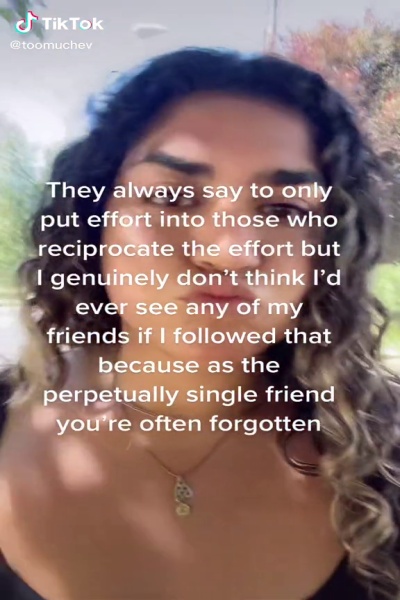 TikTok
@toomuchev
They always say to only
put effort into those who
reciprocate the effort but
I genuinely don't think I'd
ever see any of my
friends if I followed that
because as the
perpetually single friend
you're often forgotten